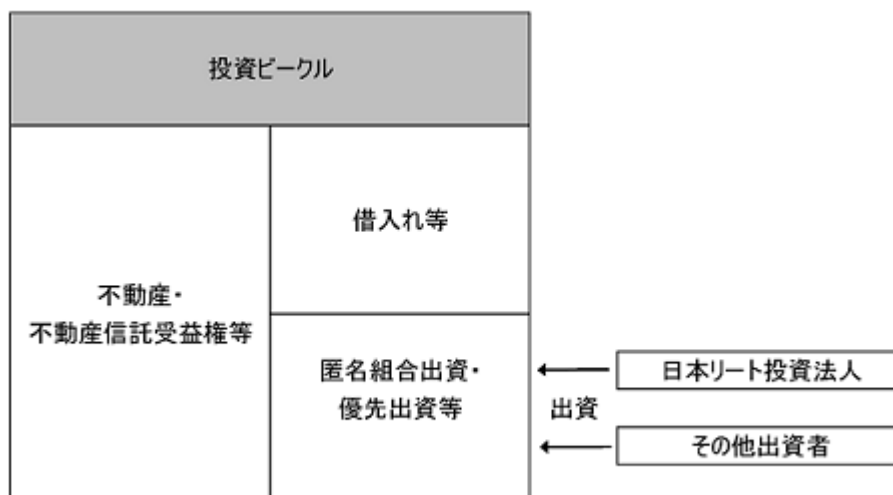 投資ビークル
不動産・
不動産信託受益権等
借入れ等
匿名組合出資・
優先出資等
出資
日本リート投資法人
その他出資者